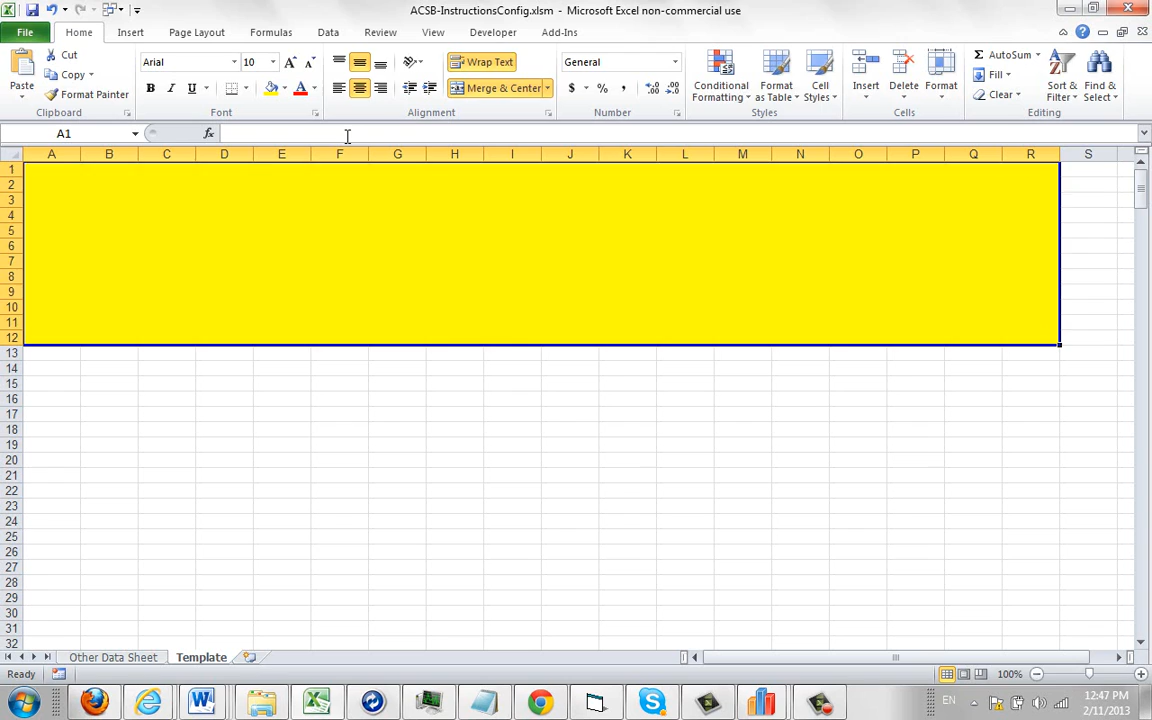 ACSB-InstructionsConfig.xlsm - Microsoft Excel non-commercial use
File Home Insert Page Layout Formulas Data Review View Developer Add-Ins
Paste Cut Copy Format Painter Clipboard
Arial 10 A A B I U A Font
Wrap Text Merge & Center Alignment
General $ % , .00 .0 Number
Conditional Formatting Format as Table Cell Styles Styles
Insert Delete Format Cells
Σ AutoSum Fill Clear Sort & Filter Find & Select Editing
A1 fx
A B C D E F G H I J K L M N O P Q R S
1
2
3
4
5
6
7
8
9
10
11
12
13
14
15
16
17
18
19
20
21
22
23
24
25
26
27
28
29
30
31
32
Other Data Sheet Template
Ready 100%
EN 12:47 PM
2/11/2013